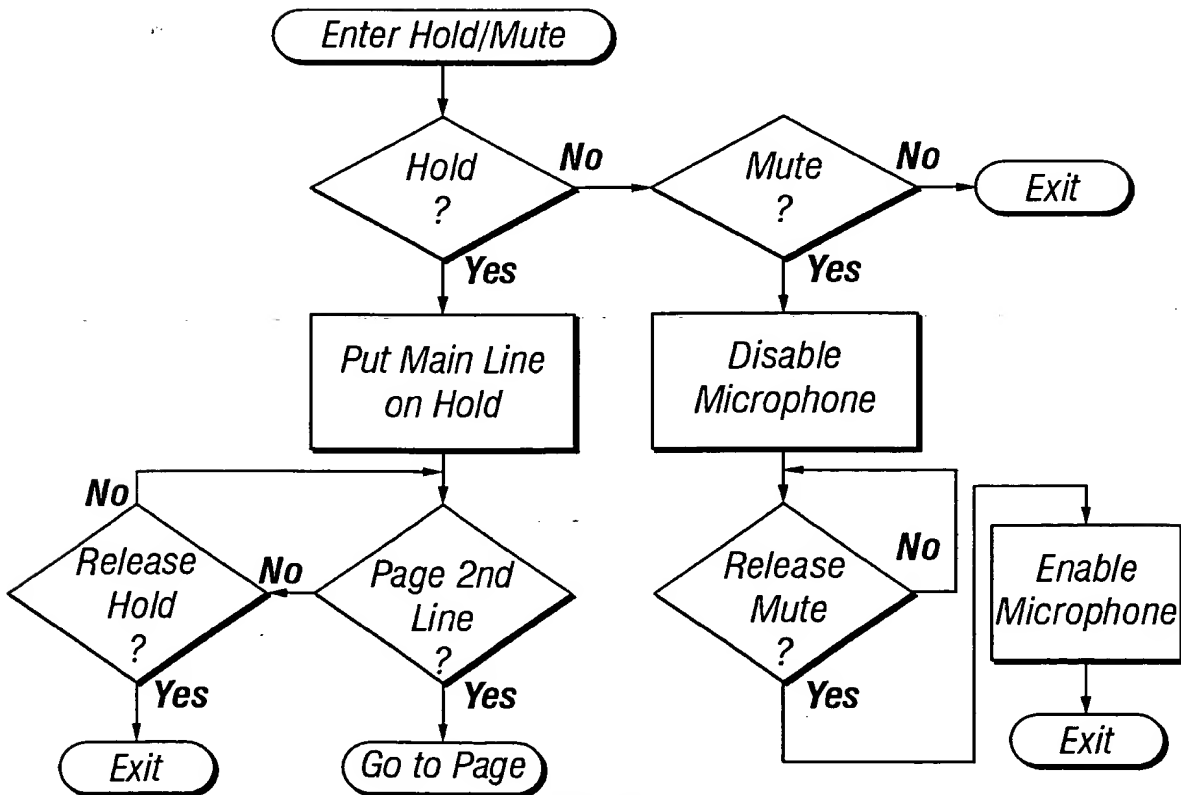 Enter Hold/Mute
Hold
?
No
Yes
Mute
?
No
Yes
Exit
Put Main Line
on Hold
Disable
Microphone
No
Release
Hold
?
Yes
No
Page 2nd
Line
?
Yes
Release
Mute
?
No
Yes
Enable
Microphone
Exit
Go to Page
Exit